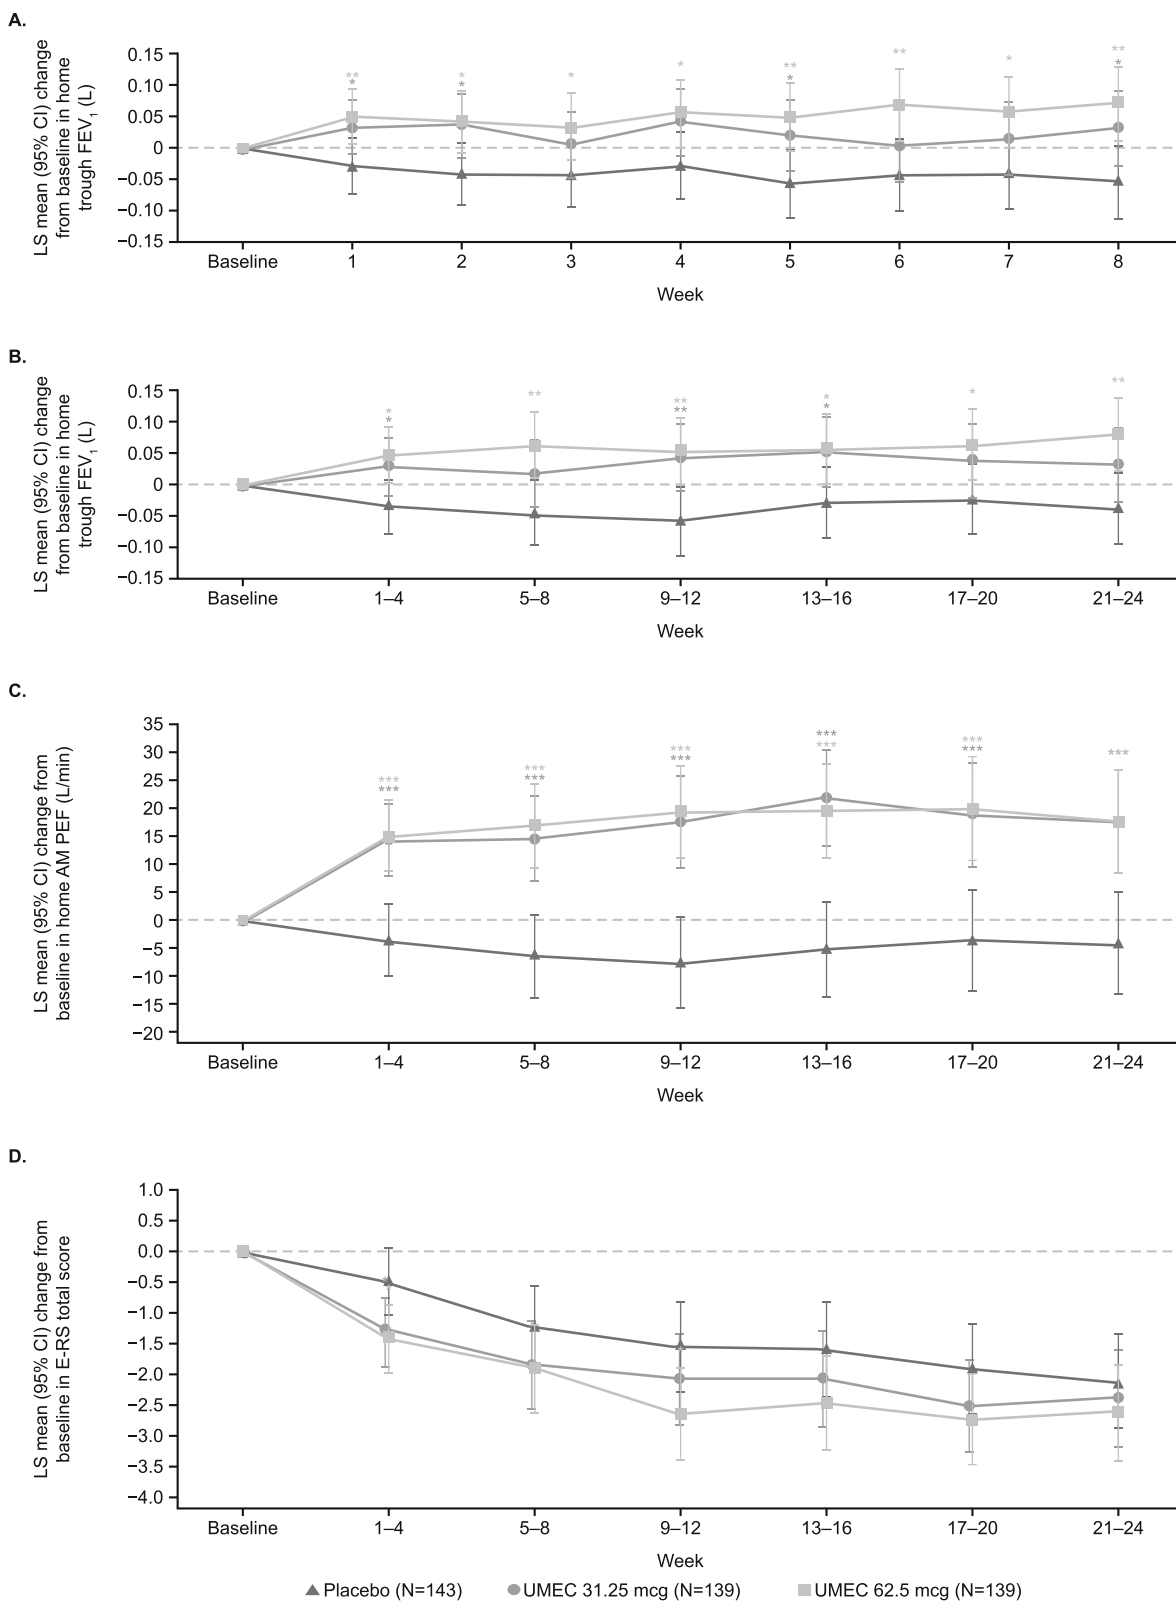 A.
LS mean (95% CI) change
from baseline in home
trough FEV₁ (L)
0.15
0.10
0.05
0
−0.05
−0.10
−0.15
** * * * * * ** * ** * ** *
Baseline 1 2 3 4 5 6 7 8
Week
B.
LS mean (95% CI) change
from baseline in home
trough FEV₁ (L)
0.15
0.10
0.05
0
−0.05
−0.10
−0.15
* * ** ** ** * * * **
Baseline 1–4 5–8 9–12 13–16 17–20 21–24
Week
C.
LS mean (95% CI) change from
baseline in home AM PEF (L/min)
35
30
25
20
15
10
5
0
−5
−10
−15
−20
*** *** *** *** *** *** *** *** *** *** ***
Baseline 1–4 5–8 9–12 13–16 17–20 21–24
Week
D.
LS mean (95% CI) change from
baseline in E-RS total score
1.0
0.5
0.0
−0.5
−1.0
−1.5
−2.0
−2.5
−3.0
−3.5
−4.0
Baseline 1–4 5–8 9–12 13–16 17–20 21–24
Week
Placebo (N=143) UMEC 31.25 mcg (N=139) UMEC 62.5 mcg (N=139)